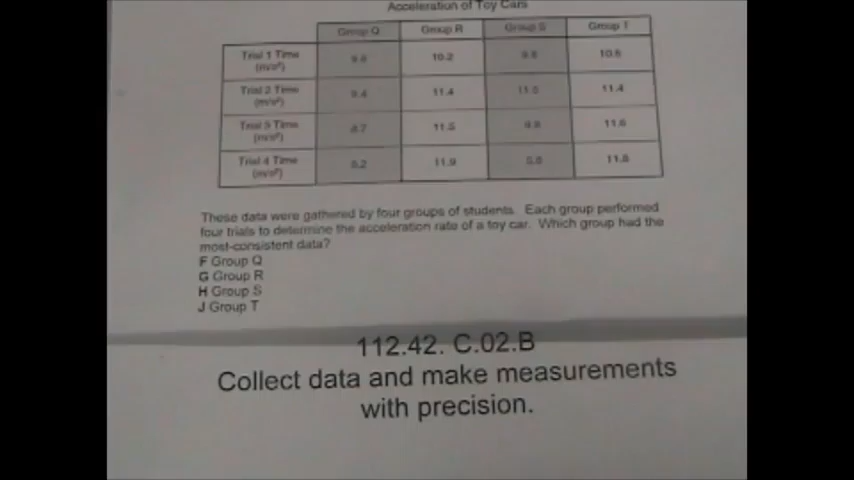 Acceleration of Toy Cars
Group Q Group R Group S Group T
Trial 1 Time 10.2
(m/s²)
Trial 2 Time 9.4 11.4 11.4
(m/s²)
Trial 3 Time 11.5 11.6
(m/s²)
Trial 4 Time 11.9 11.8
(m/s²)
These data were gathered by four groups of students. Each group performed
four trials to determine the acceleration rate of a toy car. Which group had the
most-consistent data?
F Group Q
G Group R
H Group S
J Group T
112.42. C.02.B
Collect data and make measurements
with precision.